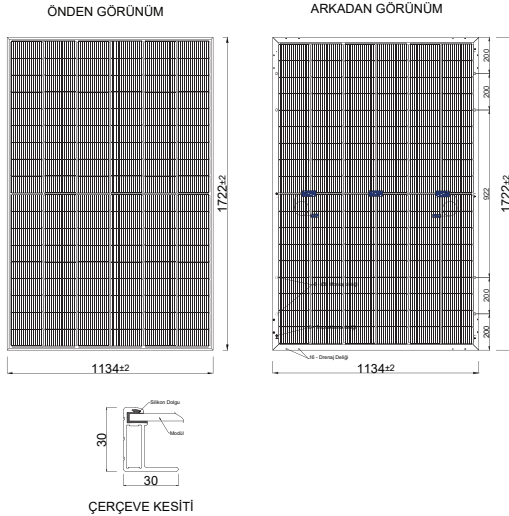 ÖNDEN GÖRÜNÜM
ARKADAN GÖRÜNÜM
200
200
922
200
200
1722±2
1722±2
16 - Drenaj Deliği
1134±2
1134±2
Silikon Dolgu
Modül
30
30
ÇERÇEVE KESİTİ